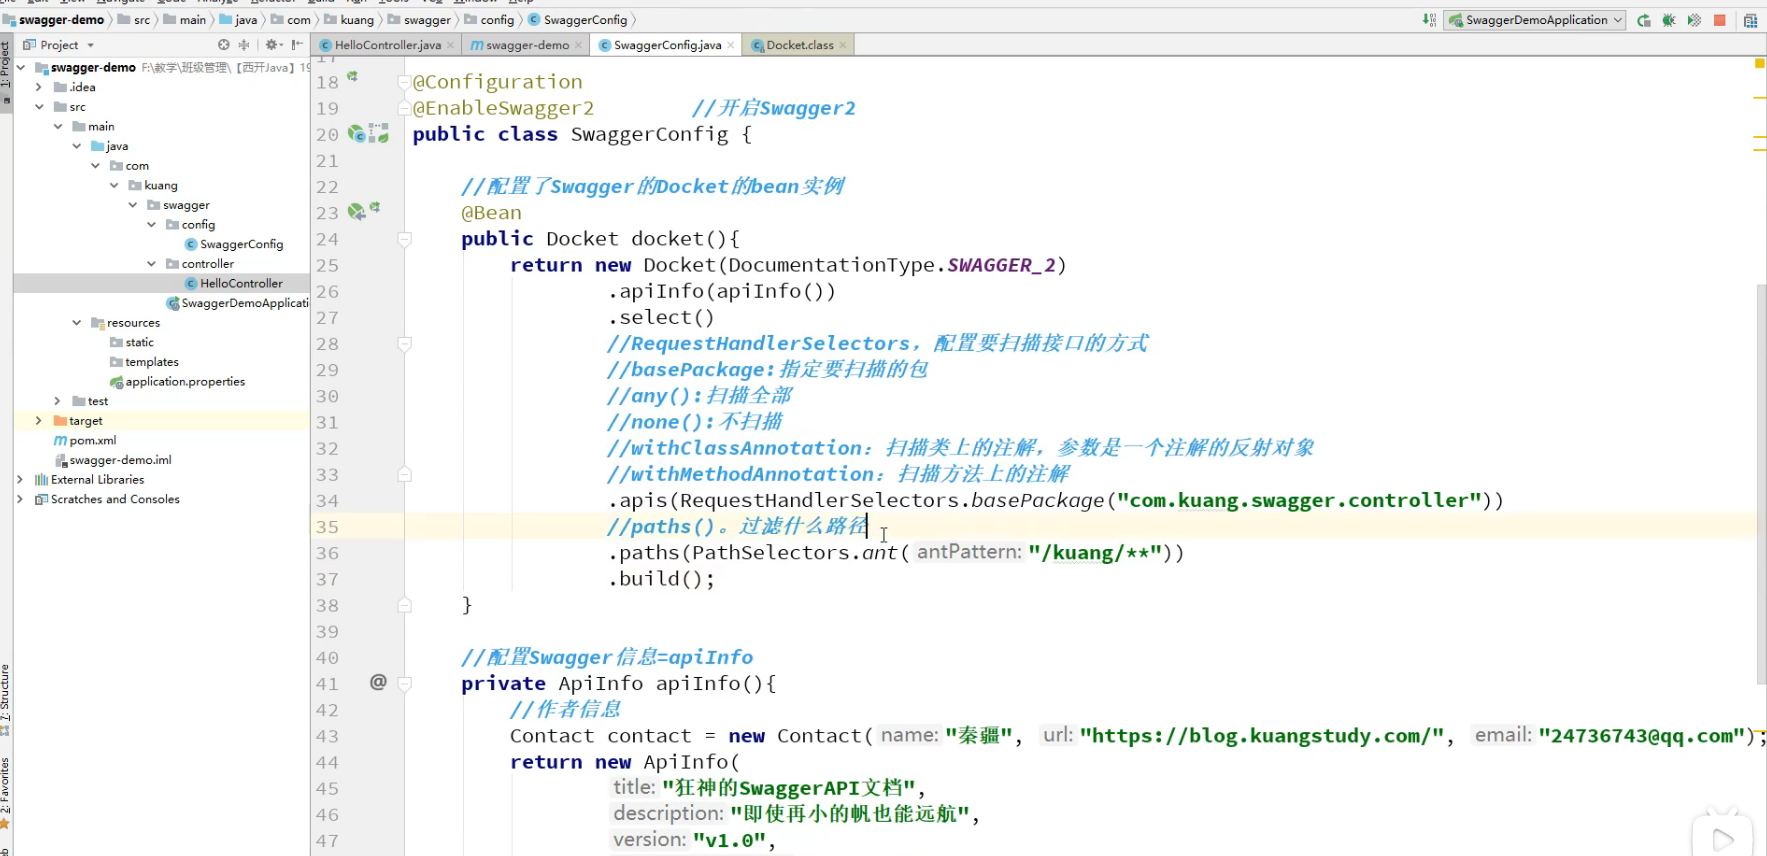 swagger-demo src main java com kuang swagger config SwaggerConfig SwaggerDemoApplication
Project HelloController.java swagger-demo SwaggerConfig.java Docket.class
1: Project
7: Structure
2: Favorites
swagger-demo F:\教学\班级管理\【西开Java】19
.idea
src
main
java
com
kuang
swagger
config
SwaggerConfig
controller
HelloController
SwaggerDemoApplicati
resources
static
templates
application.properties
test
target
pom.xml
swagger-demo.iml
External Libraries
Scratches and Consoles
17
18 @Configuration
19 @EnableSwagger2 //开启Swagger2
20 public class SwaggerConfig {
21
22 //配置了Swagger的Docket的bean实例
23 @Bean
24 public Docket docket(){
25 return new Docket(DocumentationType.SWAGGER_2)
26 .apiInfo(apiInfo())
27 .select()
28 //RequestHandlerSelectors，配置要扫描接口的方式
29 //basePackage:指定要扫描的包
30 //any():扫描全部
31 //none():不扫描
32 //withClassAnnotation：扫描类上的注解，参数是一个注解的反射对象
33 //withMethodAnnotation：扫描方法上的注解
34 .apis(RequestHandlerSelectors.basePackage("com.kuang.swagger.controller"))
35 //paths()。过滤什么路径
36 .paths(PathSelectors.ant( antPattern: "/kuang/**"))
37 .build();
38 }
39
40 //配置Swagger信息=apiInfo
41 @ private ApiInfo apiInfo(){
42 //作者信息
43 Contact contact = new Contact( name: "秦疆", url: "https://blog.kuangstudy.com/", email: "24736743@qq.com");
44 return new ApiInfo(
45 title: "狂神的SwaggerAPI文档",
46 description: "即使再小的帆也能远航",
47 version: "v1.0",